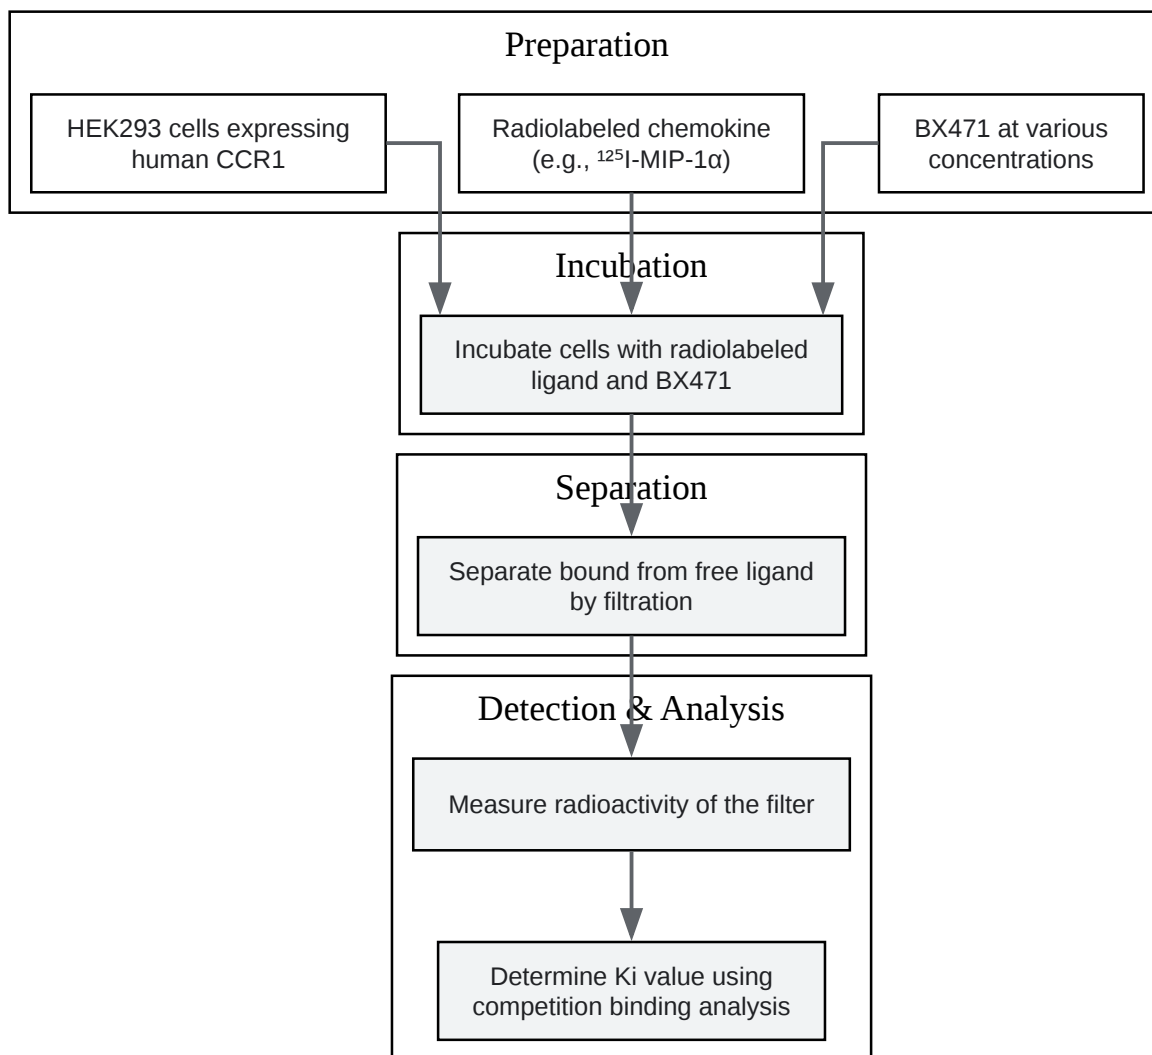 Preparation
HEK293 cells expressing
human CCR1
Radiolabeled chemokine
(e.g., ¹²⁵I-MIP-1α)
BX471 at various
concentrations
Incubation
Incubate cells with radiolabeled
ligand and BX471
Separation
Separate bound from free ligand
by filtration
Detection & Analysis
Measure radioactivity of the filter
Determine Ki value using
competition binding analysis